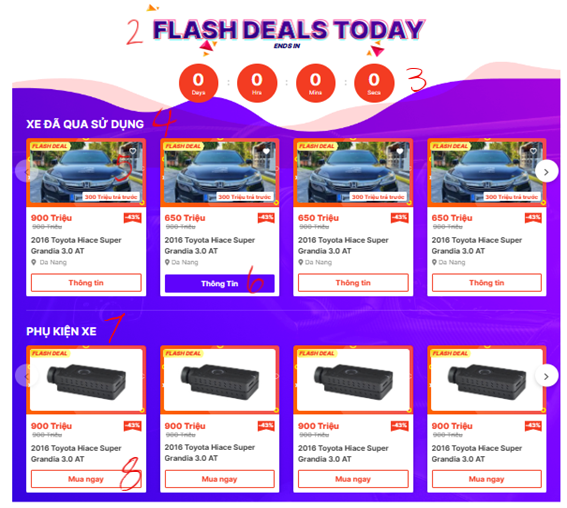 2 FLASH DEALS TODAY
ENDS IN
0 0 0 0 3
Days : Hrs : Mins : Secs
XE ĐÃ QUA SỬ DỤNG 4
FLASH DEAL FLASH DEAL FLASH DEAL FLASH DEAL
5
300 Triệu trả trước 300 Triệu trả trước 300 Triệu trả trước 300 Triệu trả trước
900 Triệu -43% 650 Triệu -43% 650 Triệu -43% 650 Triệu -43%
900 Triệu 900 Triệu 900 Triệu 900 Triệu
2016 Toyota Hiace Super 2016 Toyota Hiace Super 2016 Toyota Hiace Super 2016 Toyota Hiace Super
Grandia 3.0 AT Grandia 3.0 AT Grandia 3.0 AT Grandia 3.0 AT
Da Nang Da Nang Da Nang Da Nang
Thông tin Thông Tin 6 Thông tin Thông tin
PHỤ KIỆN XE 7
FLASH DEAL FLASH DEAL FLASH DEAL FLASH DEAL
900 Triệu -43% 900 Triệu -43% 900 Triệu -43% 900 Triệu -43%
900 Triệu 900 Triệu 900 Triệu 900 Triệu
2016 Toyota Hiace Super 2016 Toyota Hiace Super 2016 Toyota Hiace Super 2016 Toyota Hiace Super
Grandia 3.0 AT Grandia 3.0 AT Grandia 3.0 AT Grandia 3.0 AT
Mua ngay 8 Mua ngay Mua ngay Mua ngay